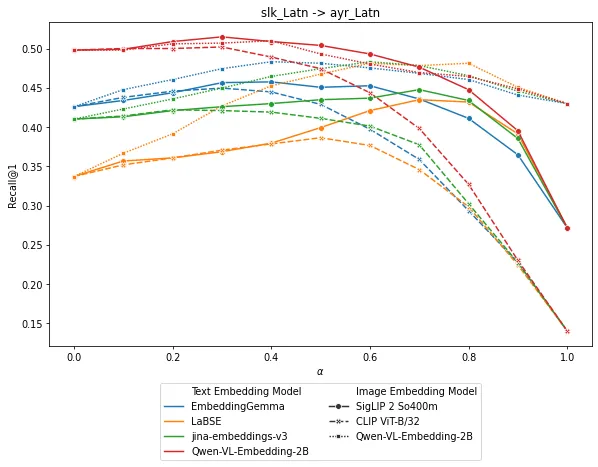 slk_Latn -> ayr_Latn
Recall@1
0.50
0.45
0.40
0.35
0.30
0.25
0.20
0.15
0.0 0.2 0.4 0.6 0.8 1.0
α
Text Embedding Model Image Embedding Model
EmbeddingGemma SigLIP 2 So400m
LaBSE CLIP ViT-B/32
jina-embeddings-v3 Qwen-VL-Embedding-2B
Qwen-VL-Embedding-2B